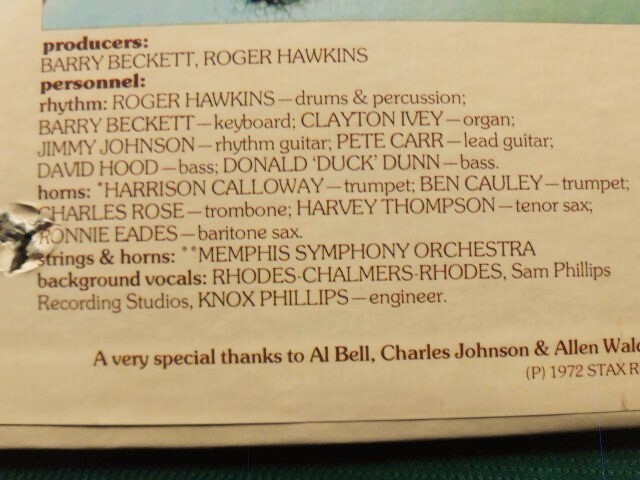 producers:
BARRY BECKETT, ROGER HAWKINS
personnel:
rhythm: ROGER HAWKINS—drums & percussion;
BARRY BECKETT—keyboard; CLAYTON IVEY—organ;
JIMMY JOHNSON—rhythm guitar; PETE CARR—lead guitar;
DAVID HOOD—bass; DONALD 'DUCK' DUNN—bass.
horns: *HARRISON CALLOWAY—trumpet; BEN CAULEY—trumpet;
CHARLES ROSE—trombone; HARVEY THOMPSON—tenor sax;
RONNIE EADES—baritone sax.
strings & horns: **MEMPHIS SYMPHONY ORCHESTRA
background vocals: RHODES-CHALMERS-RHODES, Sam Phillips
Recording Studios, KNOX PHILLIPS—engineer.
A very special thanks to Al Bell, Charles Johnson & Allen
(P) 1972 STAX